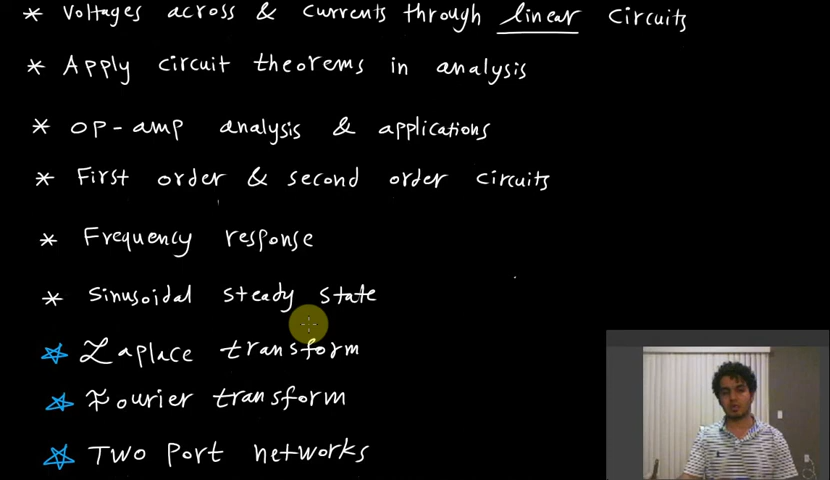 * Voltages across & currents through linear circuits
* Apply circuit theorems in analysis
* OP-amp analysis & applications
* First order & second order circuits
* Frequency response
* Sinusoidal steady state
☆ Laplace transform
☆ Fourier transform
☆ Two port networks